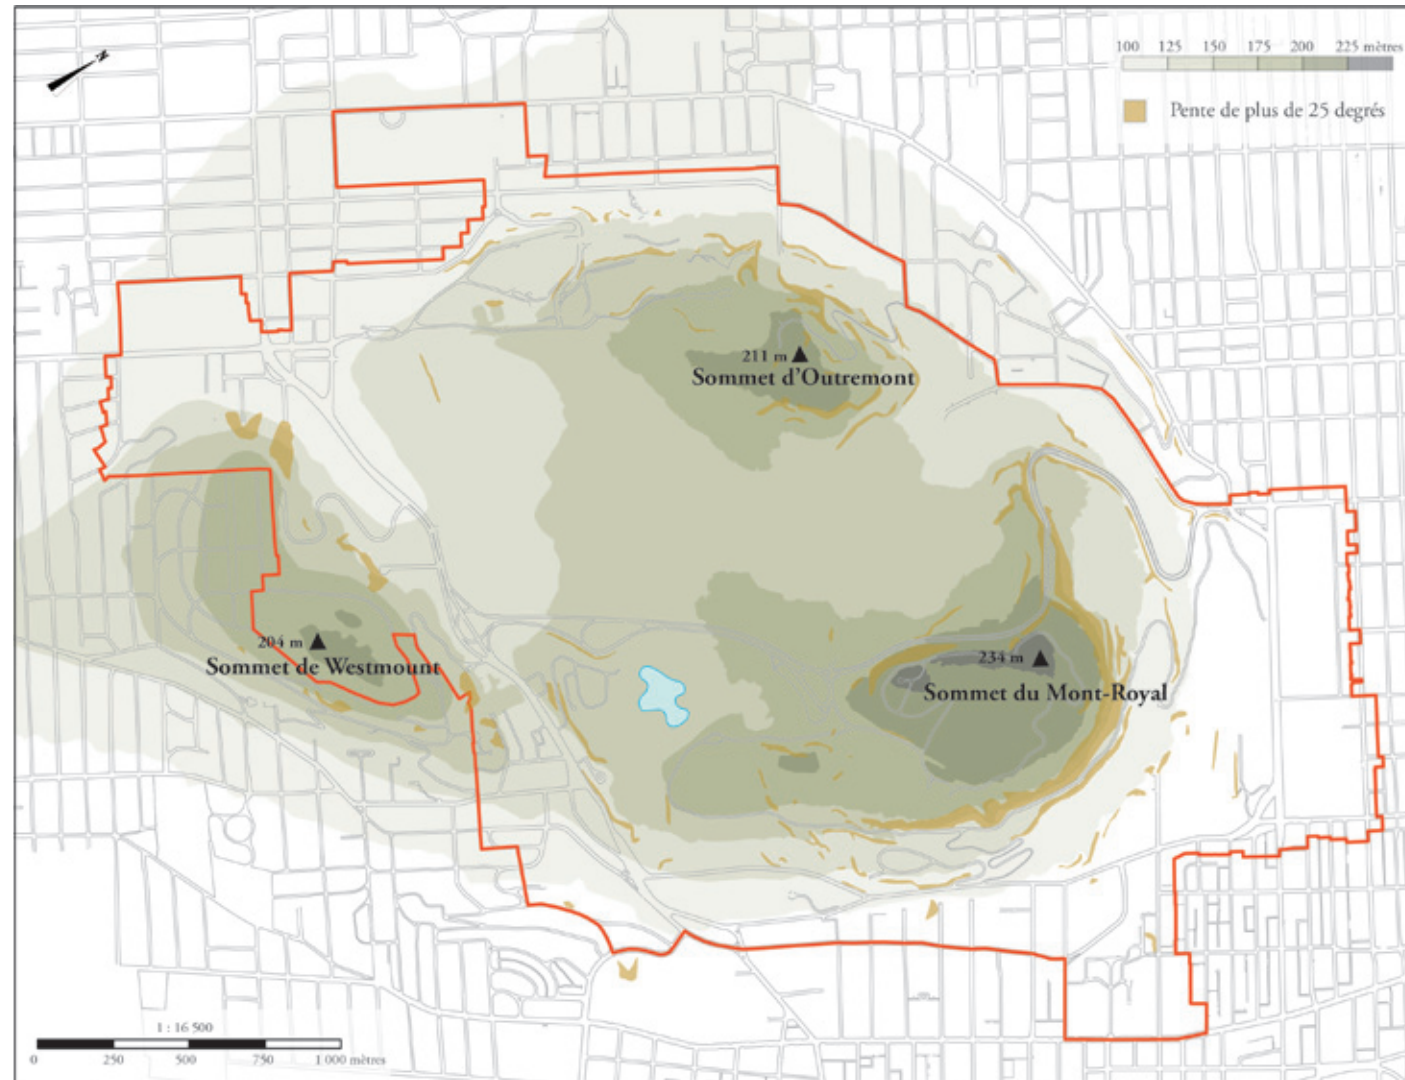 N
100 125 150 175 200 225 mètres
Pente de plus de 25 degrés
211 m
Sommet d'Outremont
204 m
Sommet de Westmount
234 m
Sommet du Mont-Royal
1 : 16 500
0 250 500 750 1 000 mètres